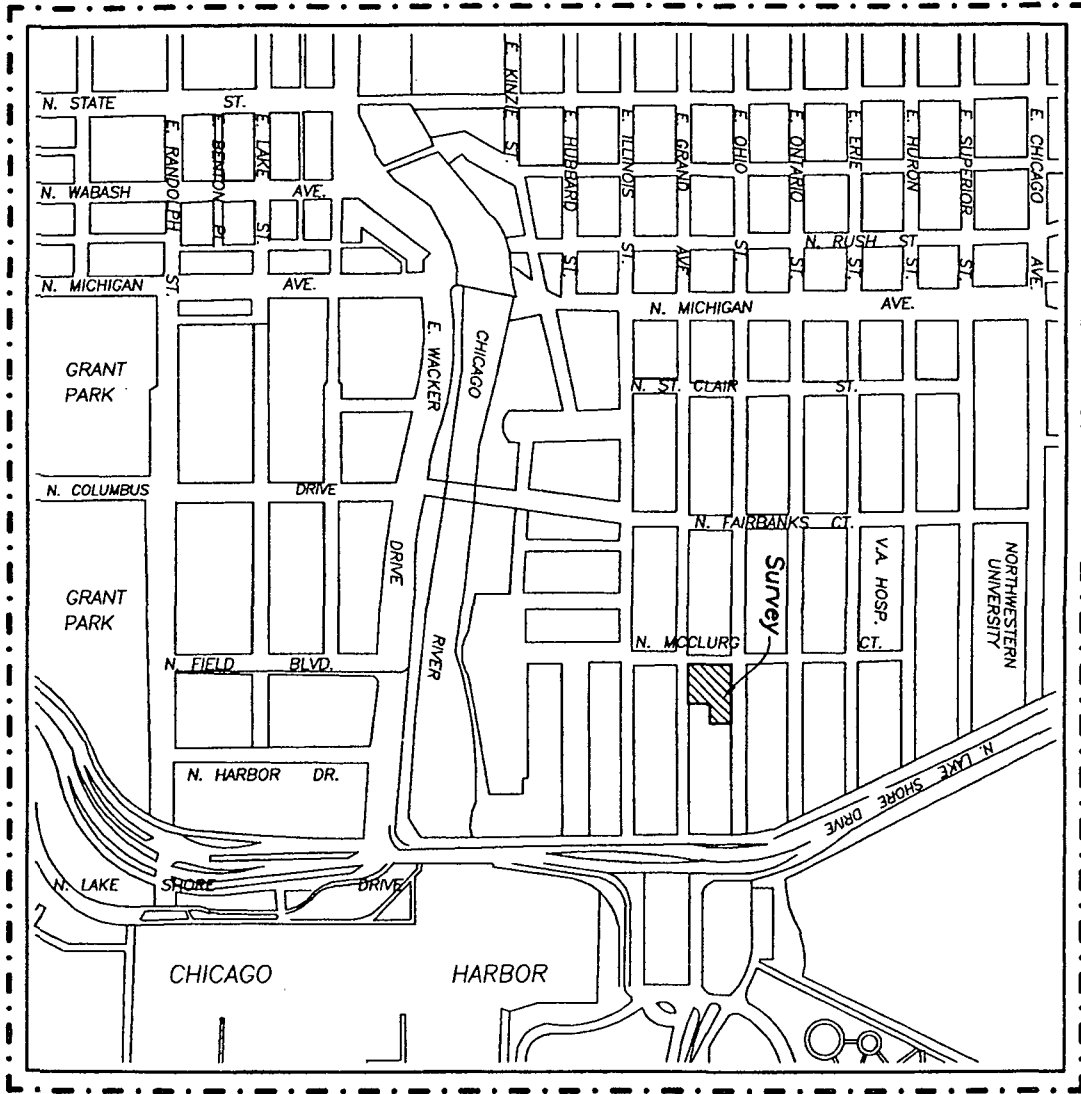 N. STATE ST.
E. KINZIE ST.
E. RANDOLPH ST.
E. BENTON PL.
E. LAKE ST.
E. HUBBARD ST.
E. ILLINOIS ST.
E. GRAND AVE.
E. OHIO ST.
E. ONTARIO ST.
E. ERIE ST.
E. HURON ST.
E. SUPERIOR ST.
E. CHICAGO AVE.
N. WABASH AVE.
N. RUSH ST.
N. MICHIGAN AVE.
N. MICHIGAN AVE.
E. WACKER DRIVE
CHICAGO RIVER
GRANT
PARK
N. ST. CLAIR ST.
N. COLUMBUS DRIVE
N. FAIRBANKS CT.
Survey
V.A. HOSP.
NORTHWESTERN
UNIVERSITY
GRANT
PARK
N. MCCLURG CT.
N. FIELD BLVD.
N. HARBOR DR.
N. LAKE SHORE DRIVE
N. LAKE SHORE DRIVE
CHICAGO HARBOR